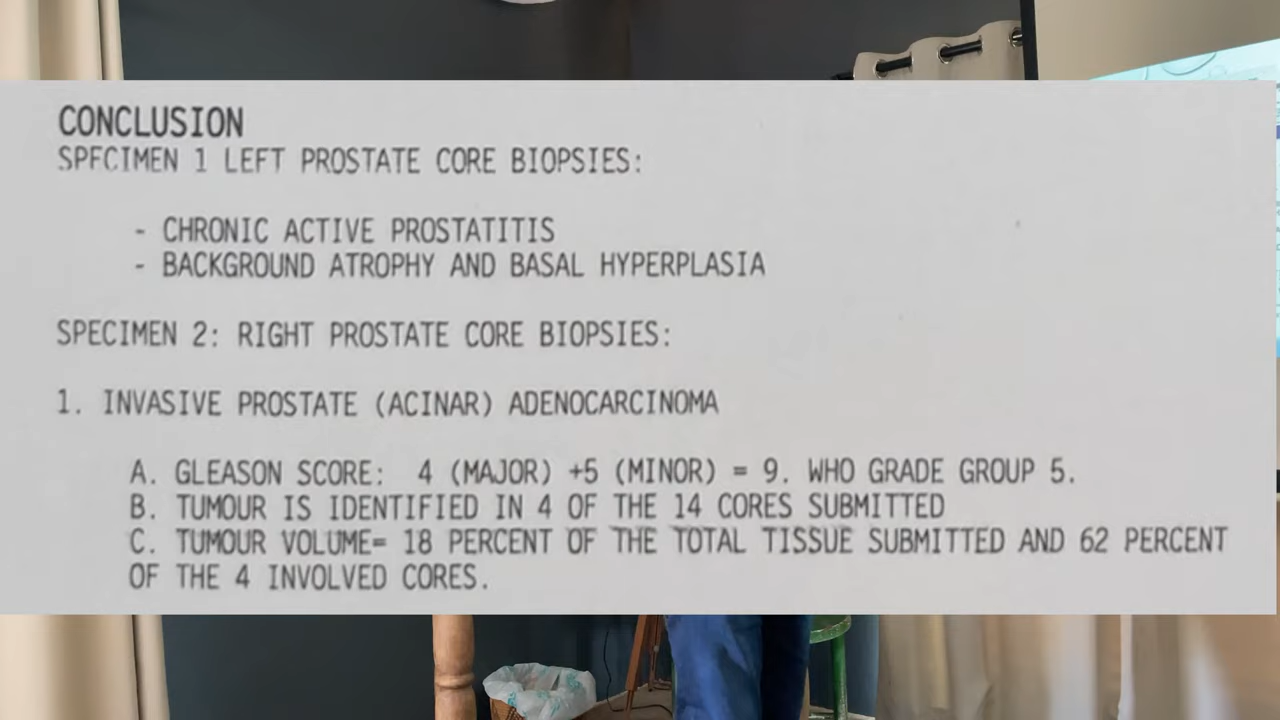 CONCLUSION
SPECIMEN 1 LEFT PROSTATE CORE BIOPSIES:
- CHRONIC ACTIVE PROSTATITIS
- BACKGROUND ATROPHY AND BASAL HYPERPLASIA
SPECIMEN 2: RIGHT PROSTATE CORE BIOPSIES:
1. INVASIVE PROSTATE (ACINAR) ADENOCARCINOMA
A. GLEASON SCORE: 4 (MAJOR) +5 (MINOR) = 9. WHO GRADE GROUP 5.
B. TUMOUR IS IDENTIFIED IN 4 OF THE 14 CORES SUBMITTED
C. TUMOUR VOLUME= 18 PERCENT OF THE TOTAL TISSUE SUBMITTED AND 62 PERCENT
OF THE 4 INVOLVED CORES.